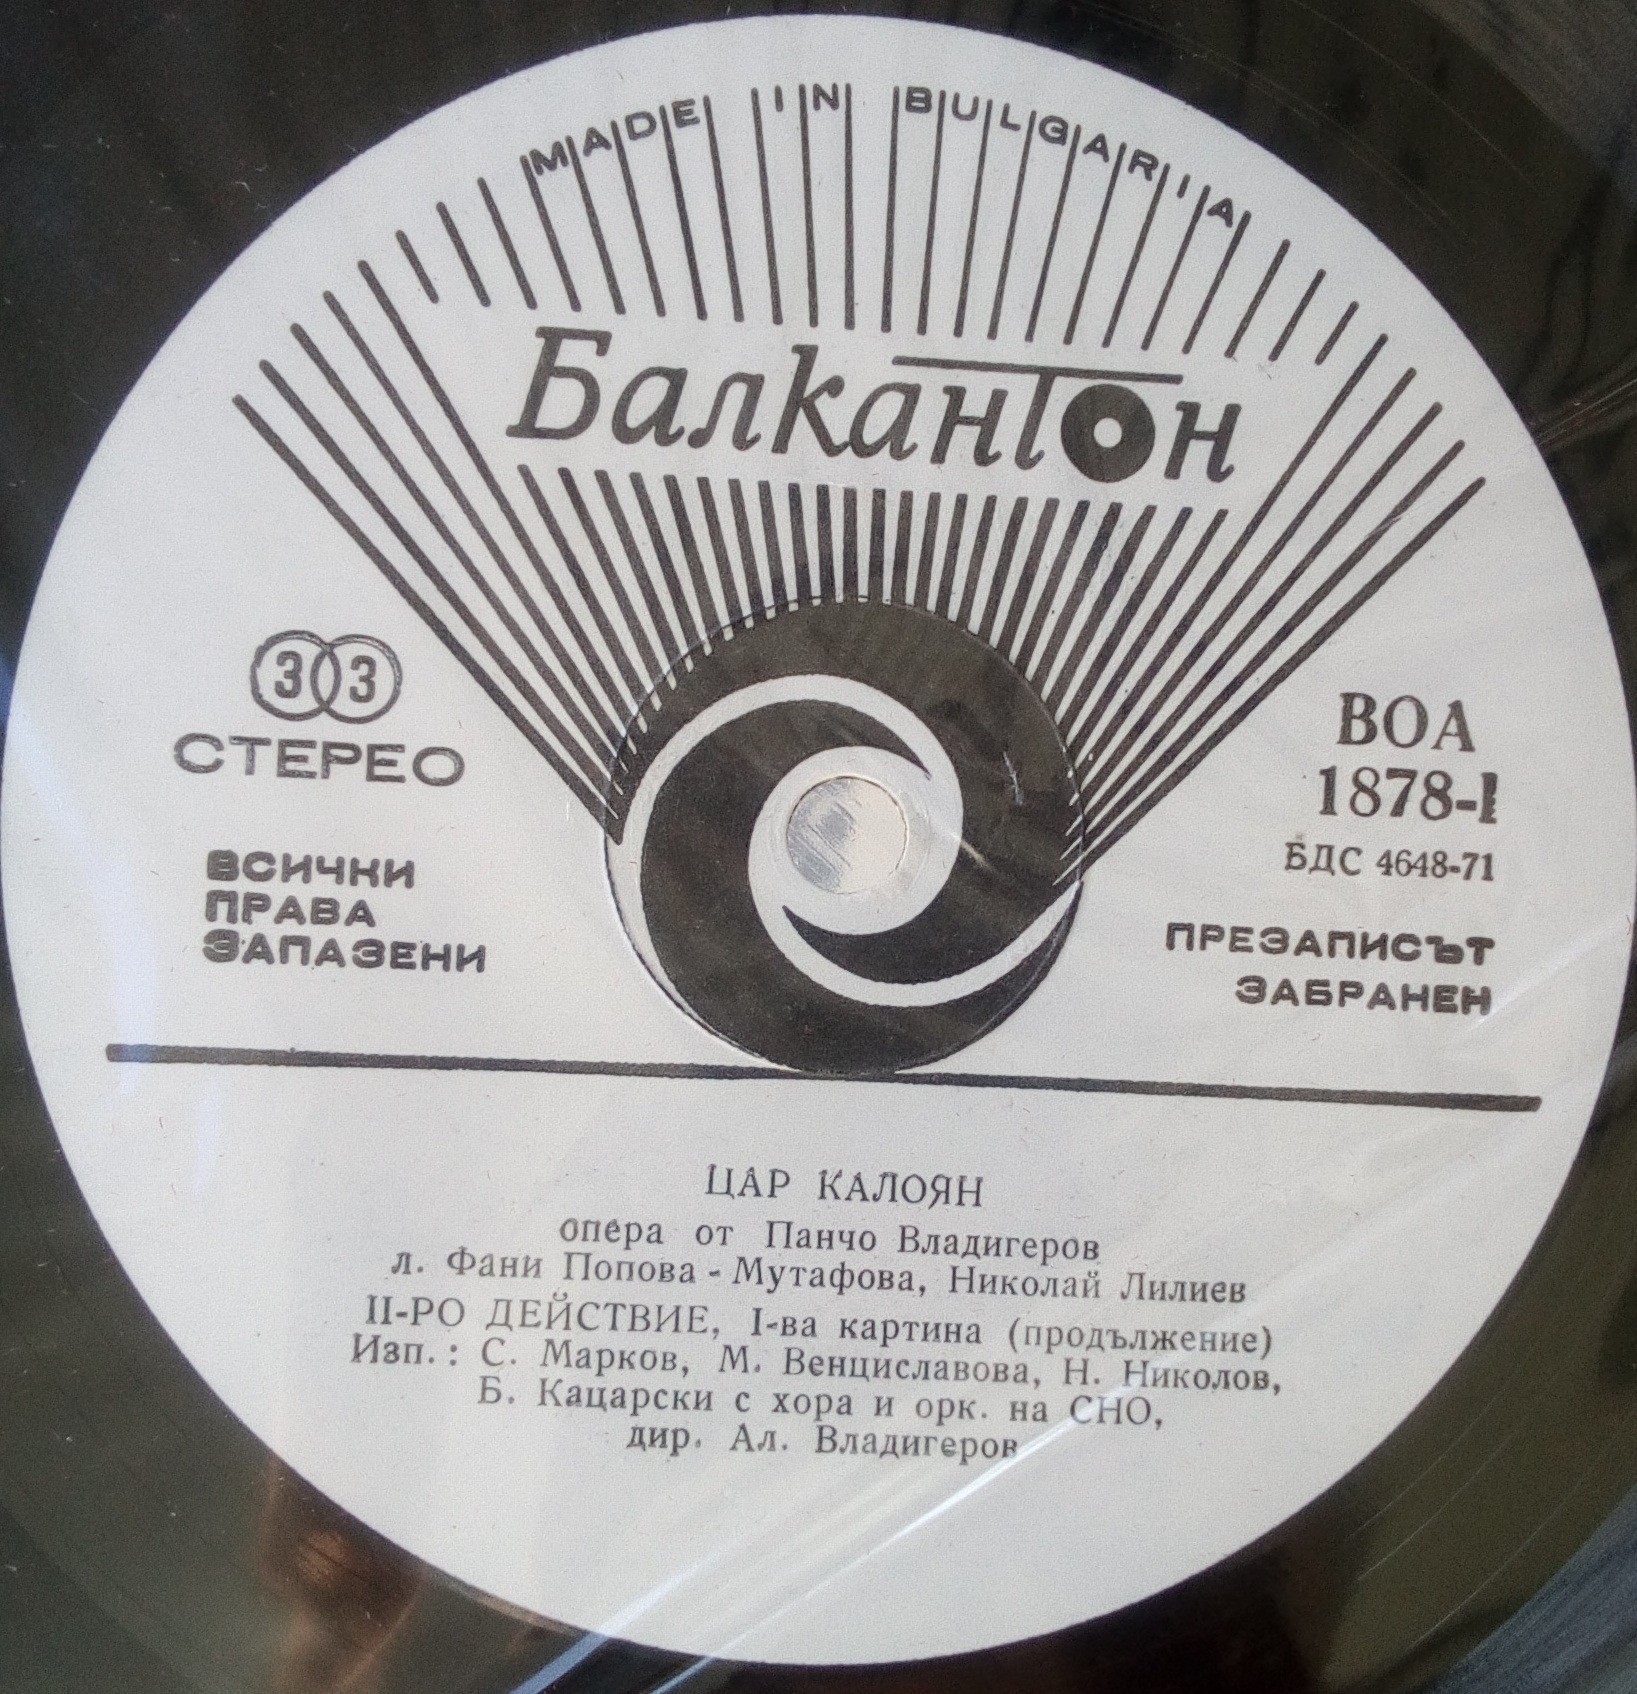 MADE IN BULGARIA
Балкантон
33
СТЕРЕО
ВСИЧКИ
ПРАВА
ЗАПАЗЕНИ
ВОА
1878-I
БДС 4648-71
ПРЕЗАПИСЪТ
ЗАБРАНЕН
ЦАР КАЛОЯН
опера от Панчо Владигеров
л. Фани Попова - Мутафова, Николай Лилиев
II-РО ДЕЙСТВИЕ, I-ва картина (продължение)
Изп.: С. Марков, М. Венциславова, Н. Николов,
Б. Кацарски с хора и орк. на СНО,
дир. Ал. Владигеров